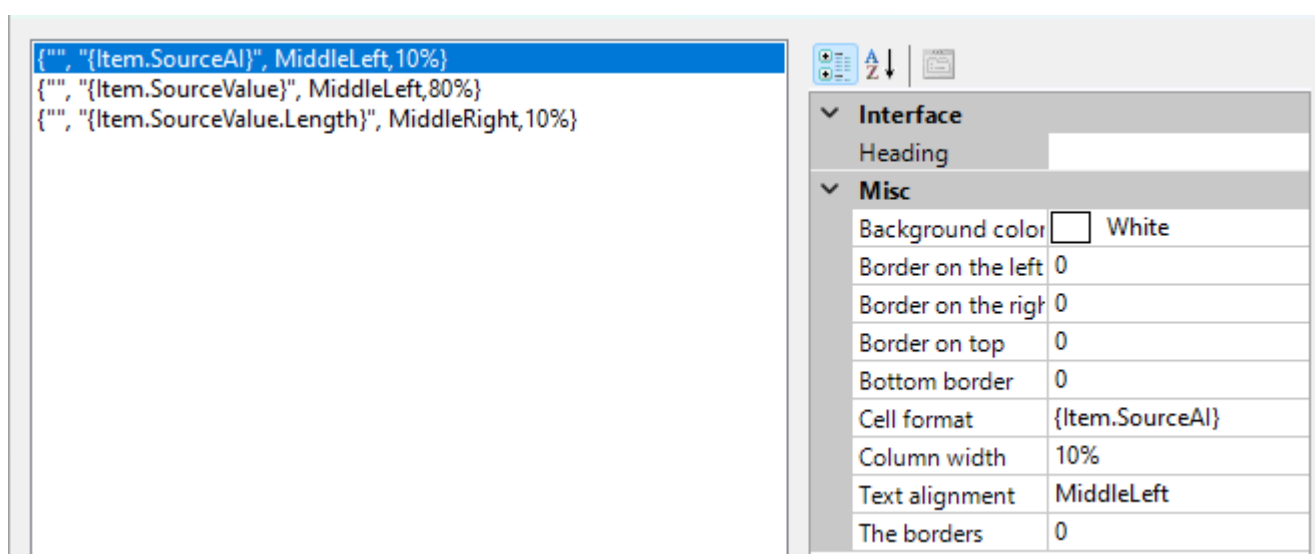 {"", "{Item.SourceAI}", MiddleLeft,10%}
{"", "{Item.SourceValue}", MiddleLeft,80%}
{"", "{Item.SourceValue.Length}", MiddleRight,10%}
A
Z
Interface
Heading
Misc
Background color White
Border on the left 0
Border on the righ 0
Border on top 0
Bottom border 0
Cell format {Item.SourceAI}
Column width 10%
Text alignment MiddleLeft
The borders 0